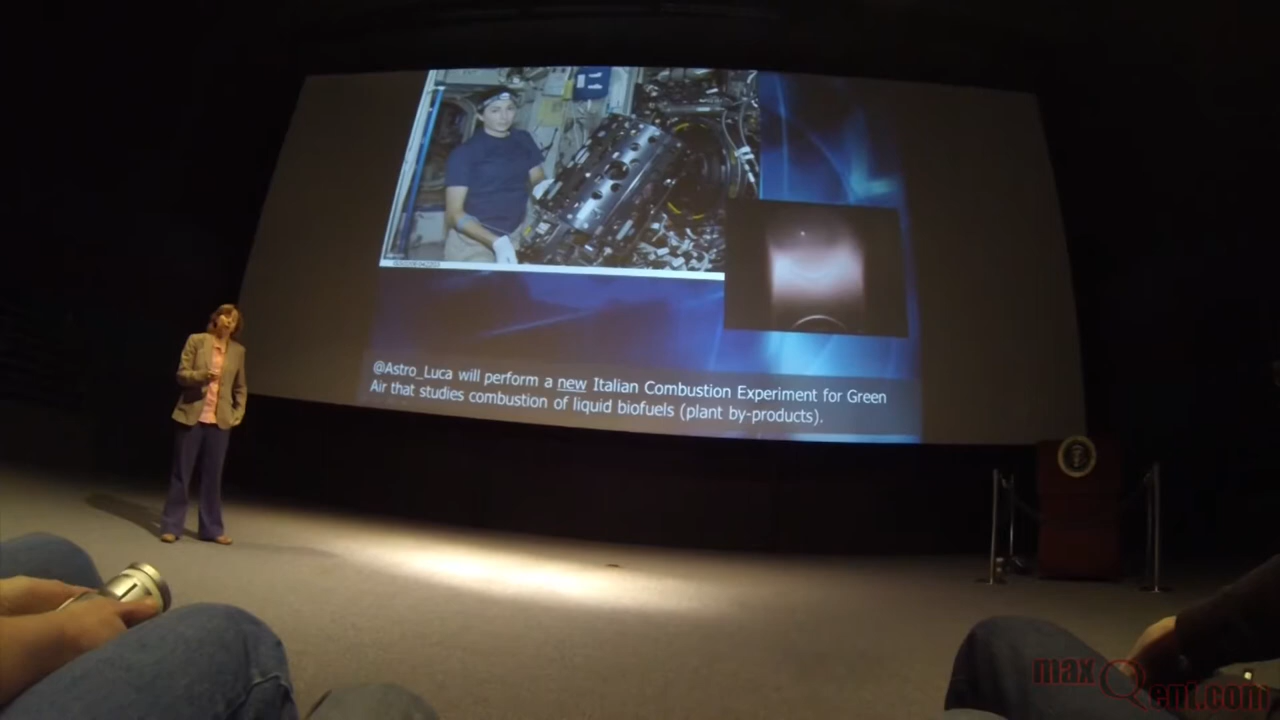 @Astro_Luca will perform a new Italian Combustion Experiment for Green
Air that studies combustion of liquid biofuels (plant by-products).
maxQent.com